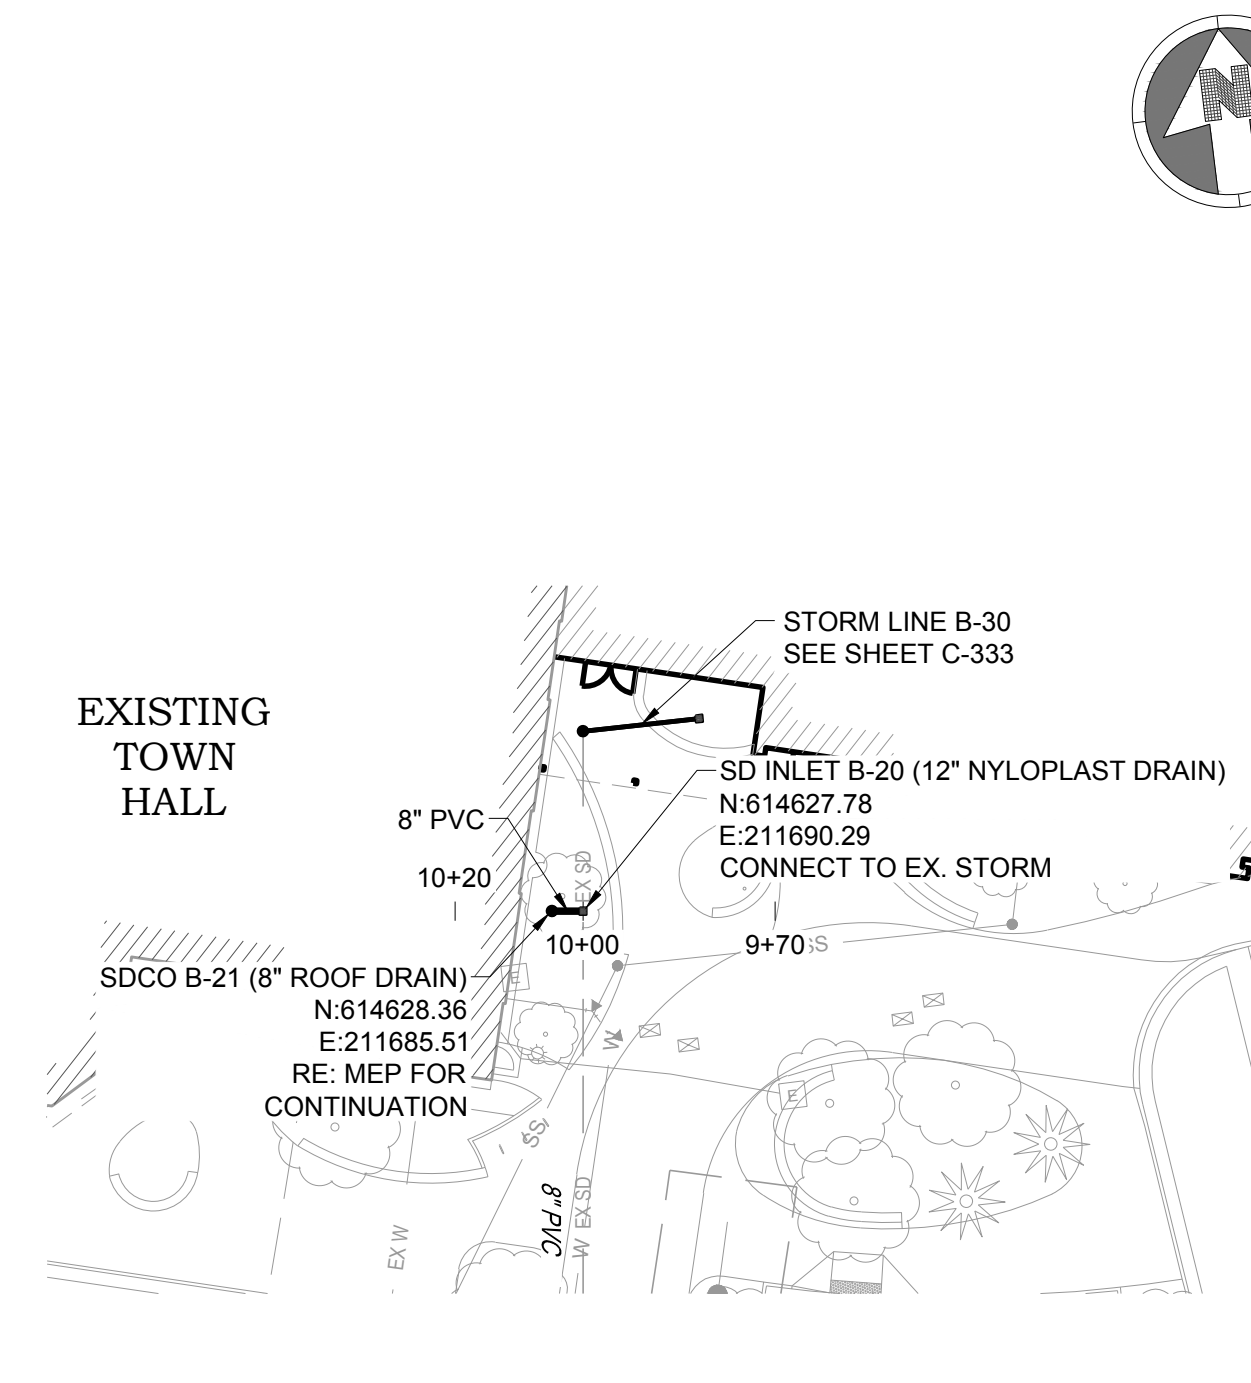 N
STORM LINE B-30
SEE SHEET C-333
EXISTING
TOWN
HALL
SD INLET B-20 (12" NYLOPLAST DRAIN)
N:614627.78
E:211690.29
CONNECT TO EX. STORM
8" PVC
10+20
EX SD
10+00
9+70
SS
SDCO B-21 (8" ROOF DRAIN)
N:614628.36
E:211685.51
RE: MEP FOR
CONTINUATION
E
W
E
SS
8" PVC
EX SD
W
EX W